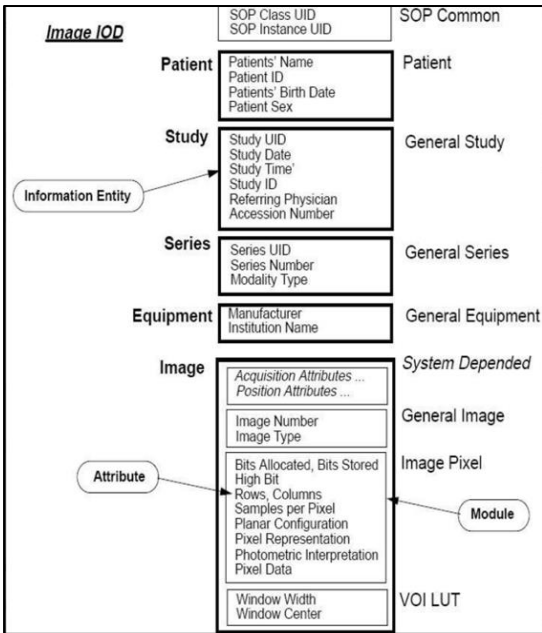 Image IOD
SOP Class UID
SOP Instance UID
SOP Common
Patient
Patients' Name
Patient ID
Patients' Birth Date
Patient Sex
Patient
Study
Study UID
Study Date
Study Time'
Study ID
Referring Physician
Accession Number
General Study
Information Entity
Series
Series UID
Series Number
Modality Type
General Series
Equipment
Manufacturer
Institution Name
General Equipment
Image
Acquisition Attributes ...
Position Attributes ...
System Depended
Image Number
Image Type
General Image
Attribute
Bits Allocated, Bits Stored
High Bit
Rows, Columns
Samples per Pixel
Planar Configuration
Pixel Representation
Photometric Interpretation
Pixel Data
Image Pixel
Module
Window Width
Window Center
VOI LUT